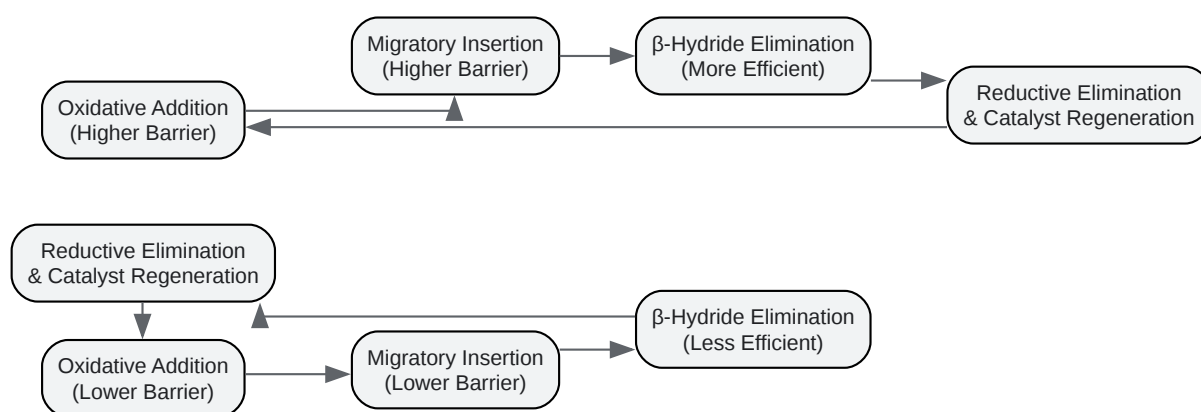 Migratory Insertion
(Higher Barrier)
β-Hydride Elimination
(More Efficient)
Oxidative Addition
(Higher Barrier)
Reductive Elimination
& Catalyst Regeneration
Reductive Elimination
& Catalyst Regeneration
β-Hydride Elimination
(Less Efficient)
Oxidative Addition
(Lower Barrier)
Migratory Insertion
(Lower Barrier)